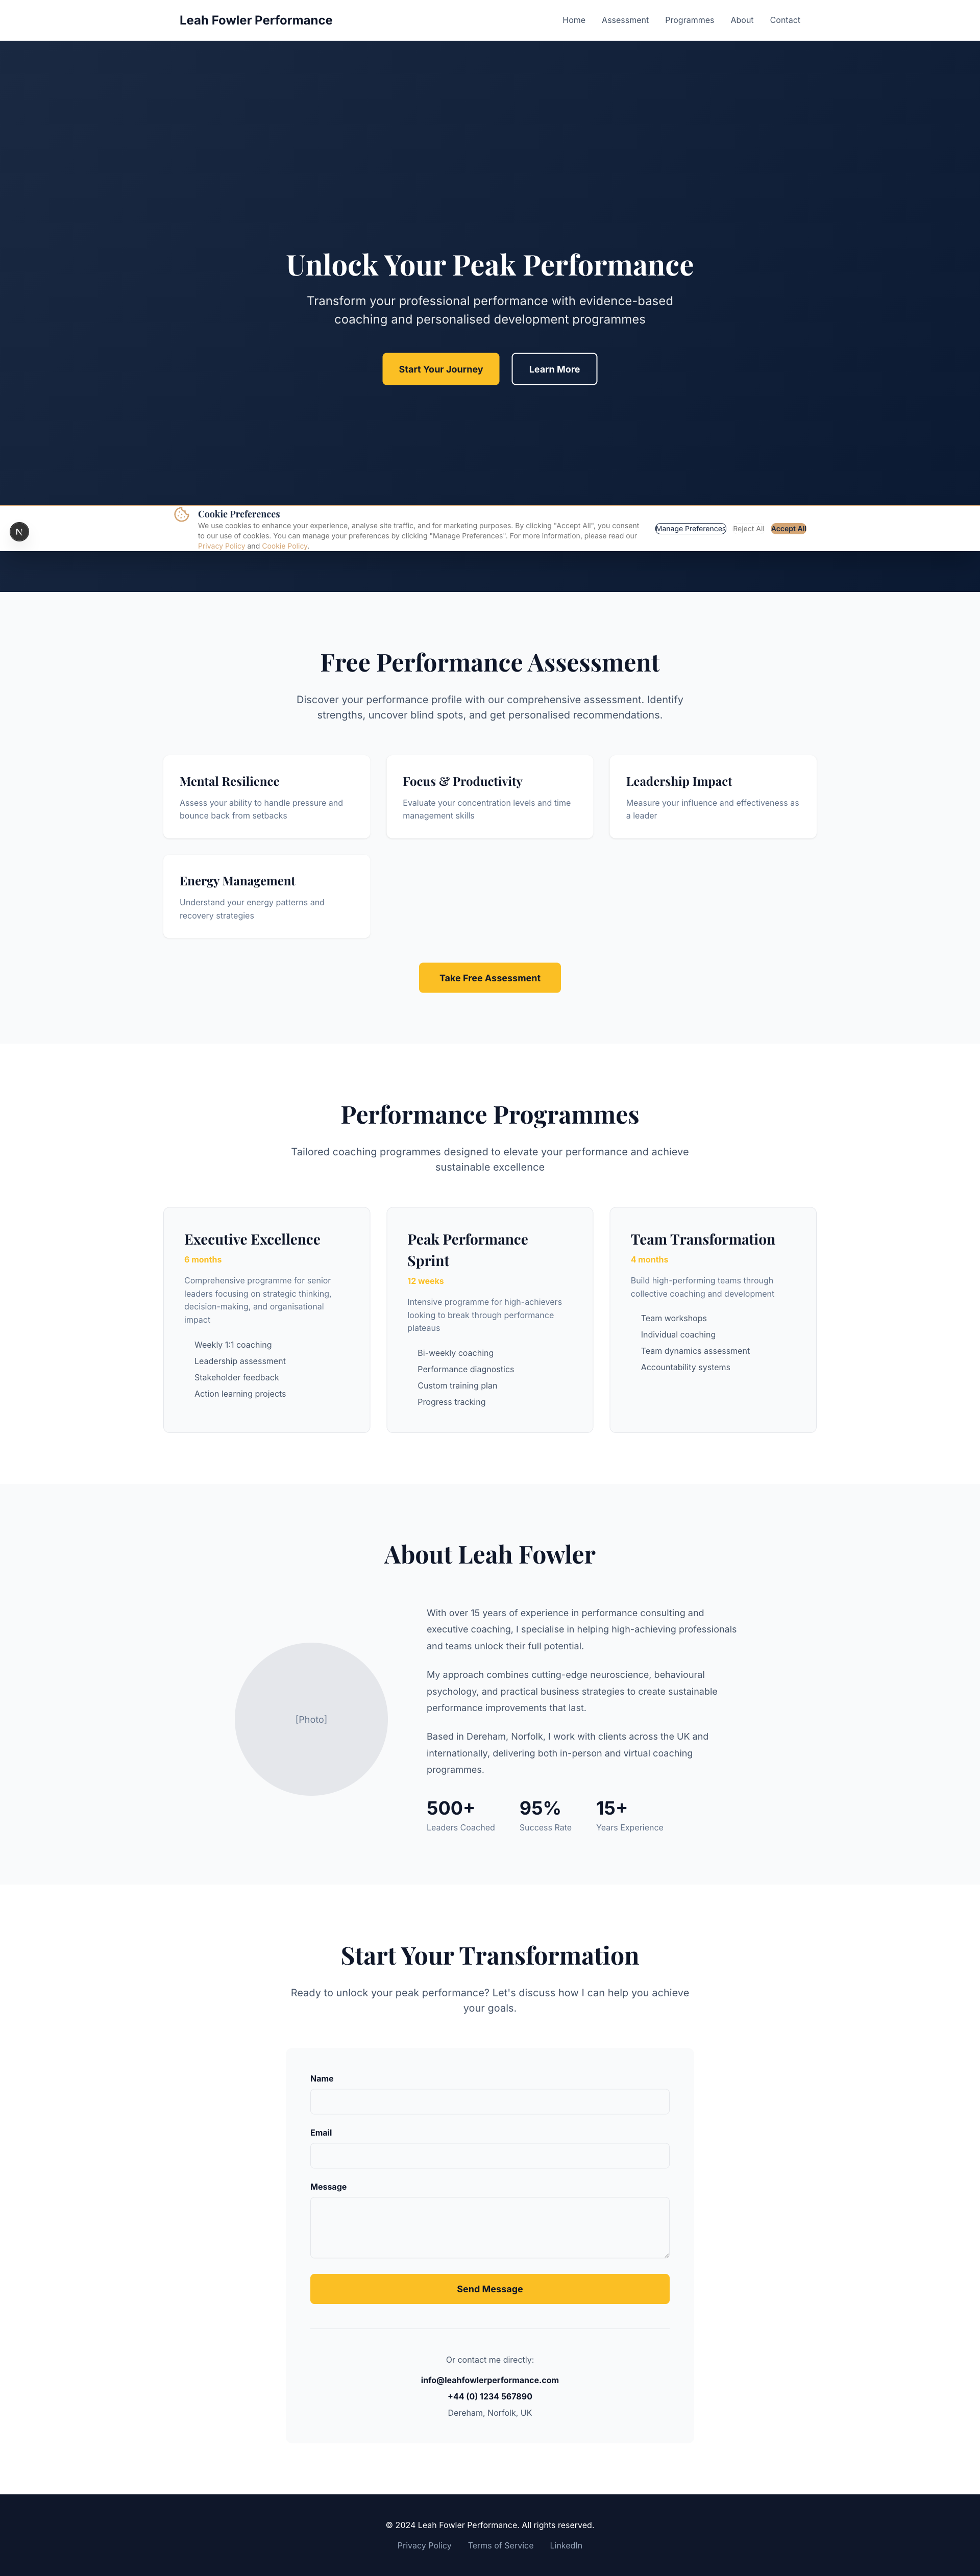 Leah Fowler Performance
Home Assessment Programmes About Contact
Unlock Your Peak Performance
Transform your professional performance with evidence-based
coaching and personalised development programmes
Start Your Journey Learn More
N
Cookie Preferences
We use cookies to enhance your experience, analyse site traffic, and for marketing purposes. By clicking "Accept All", you consent
to our use of cookies. You can manage your preferences by clicking "Manage Preferences". For more information, please read our
Privacy Policy and Cookie Policy.
Manage Preferences Reject All Accept All
Free Performance Assessment
Discover your performance profile with our comprehensive assessment. Identify
strengths, uncover blind spots, and get personalised recommendations.
Mental Resilience
Assess your ability to handle pressure and
bounce back from setbacks
Focus & Productivity
Evaluate your concentration levels and time
management skills
Leadership Impact
Measure your influence and effectiveness as
a leader
Energy Management
Understand your energy patterns and
recovery strategies
Take Free Assessment
Performance Programmes
Tailored coaching programmes designed to elevate your performance and achieve
sustainable excellence
Executive Excellence
6 months
Comprehensive programme for senior
leaders focusing on strategic thinking,
decision-making, and organisational
impact
Weekly 1:1 coaching
Leadership assessment
Stakeholder feedback
Action learning projects
Peak Performance
Sprint
12 weeks
Intensive programme for high-achievers
looking to break through performance
plateaus
Bi-weekly coaching
Performance diagnostics
Custom training plan
Progress tracking
Team Transformation
4 months
Build high-performing teams through
collective coaching and development
Team workshops
Individual coaching
Team dynamics assessment
Accountability systems
About Leah Fowler
[Photo]
With over 15 years of experience in performance consulting and
executive coaching, I specialise in helping high-achieving professionals
and teams unlock their full potential.
My approach combines cutting-edge neuroscience, behavioural
psychology, and practical business strategies to create sustainable
performance improvements that last.
Based in Dereham, Norfolk, I work with clients across the UK and
internationally, delivering both in-person and virtual coaching
programmes.
500+ 95% 15+
Leaders Coached Success Rate Years Experience
Start Your Transformation
Ready to unlock your peak performance? Let's discuss how I can help you achieve
your goals.
Name
Email
Message
Send Message
Or contact me directly:
info@leahfowlerperformance.com
+44 (0) 1234 567890
Dereham, Norfolk, UK
© 2024 Leah Fowler Performance. All rights reserved.
Privacy Policy Terms of Service LinkedIn